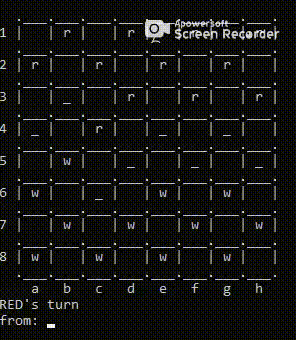 Apowersoft
Screen Recorder
1 | | r | | r |
2 | r | | r | | r | | r | |
3 | | _ | | r | | r | | r |
4 | _ | | r | | _ | | _ | |
5 | | w | | _ | | _ | | _ |
6 | w | | _ | | w | | w | |
7 | | w | | w | | w | | w |
8 | w | | w | | w | | w | |
a b c d e f g h
RED's turn
from: _